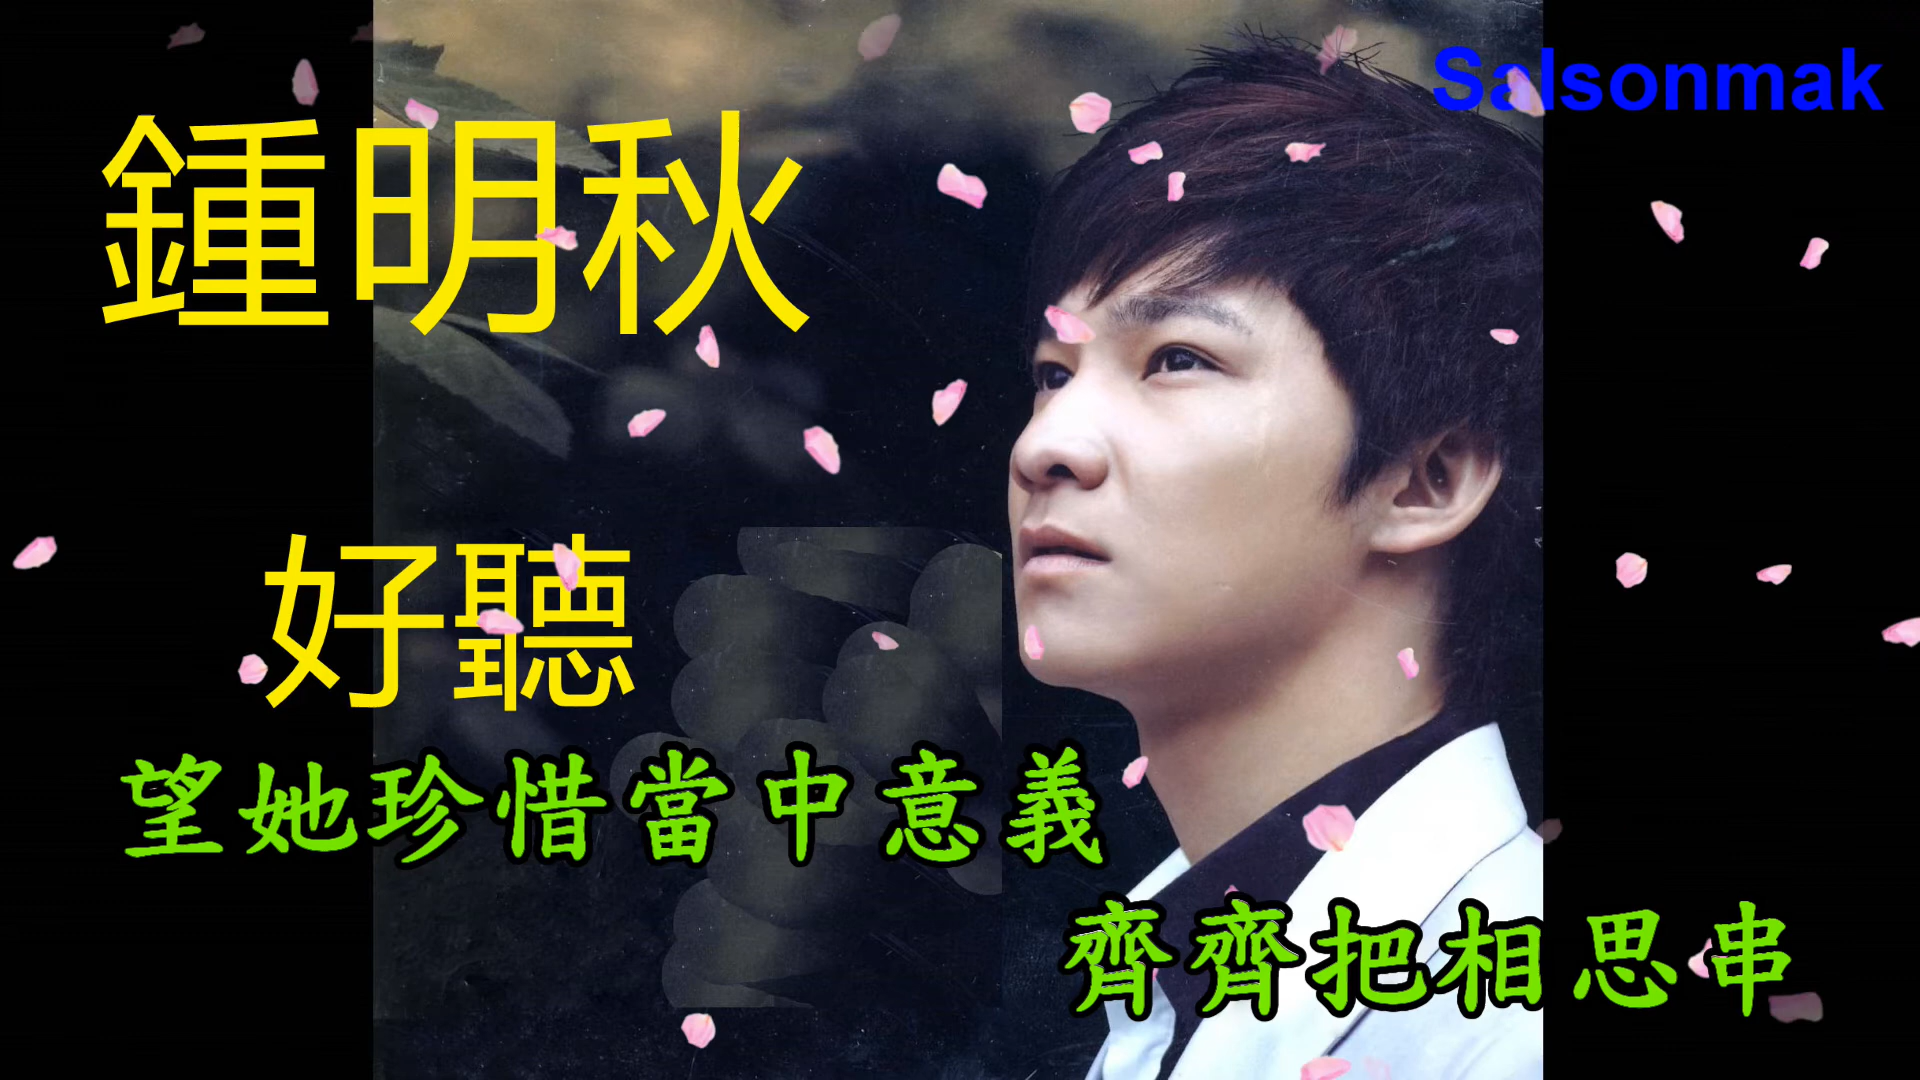 Salsonmak
鍾明秋
好聽
望她珍惜當中意義
齊齊把相思串